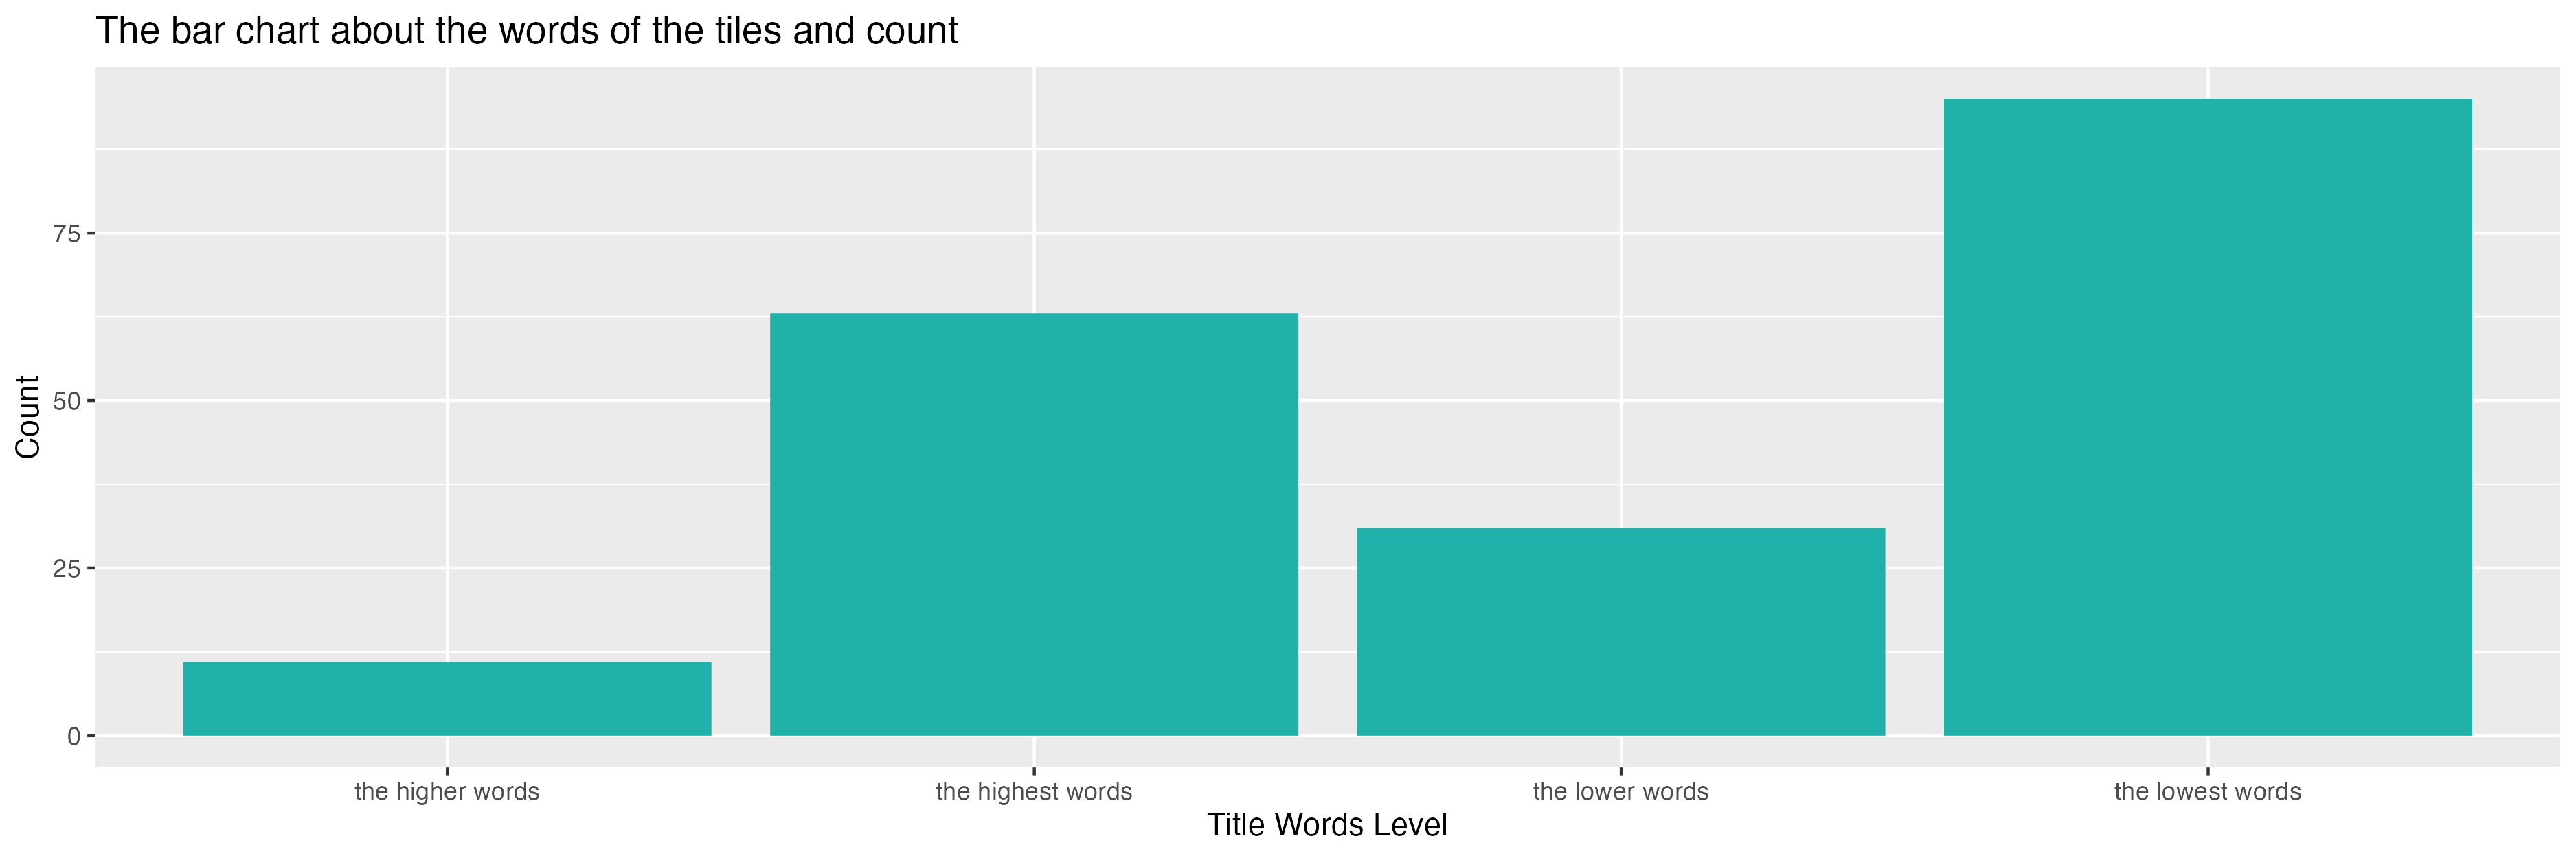 The bar chart about the words of the tiles and count
Count
75
50
25
0
the higher words
the highest words
the lower words
the lowest words
Title Words Level